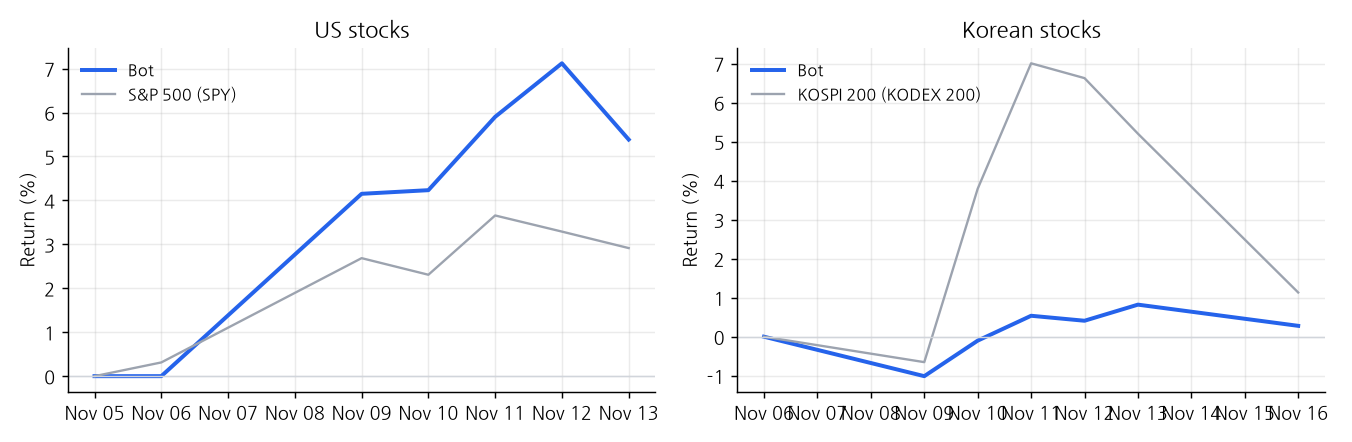 US stocks
Return (%)
7
6
5
4
3
2
1
0
Bot
S&P 500 (SPY)
Nov 05 Nov 06 Nov 07 Nov 08 Nov 09 Nov 10 Nov 11 Nov 12 Nov 13
Korean stocks
Return (%)
7
6
5
4
3
2
1
0
-1
Bot
KOSPI 200 (KODEX 200)
Nov 06 Nov 07 Nov 08 Nov 09 Nov 10 Nov 11 Nov 12 Nov 13 Nov 14 Nov 15 Nov 16